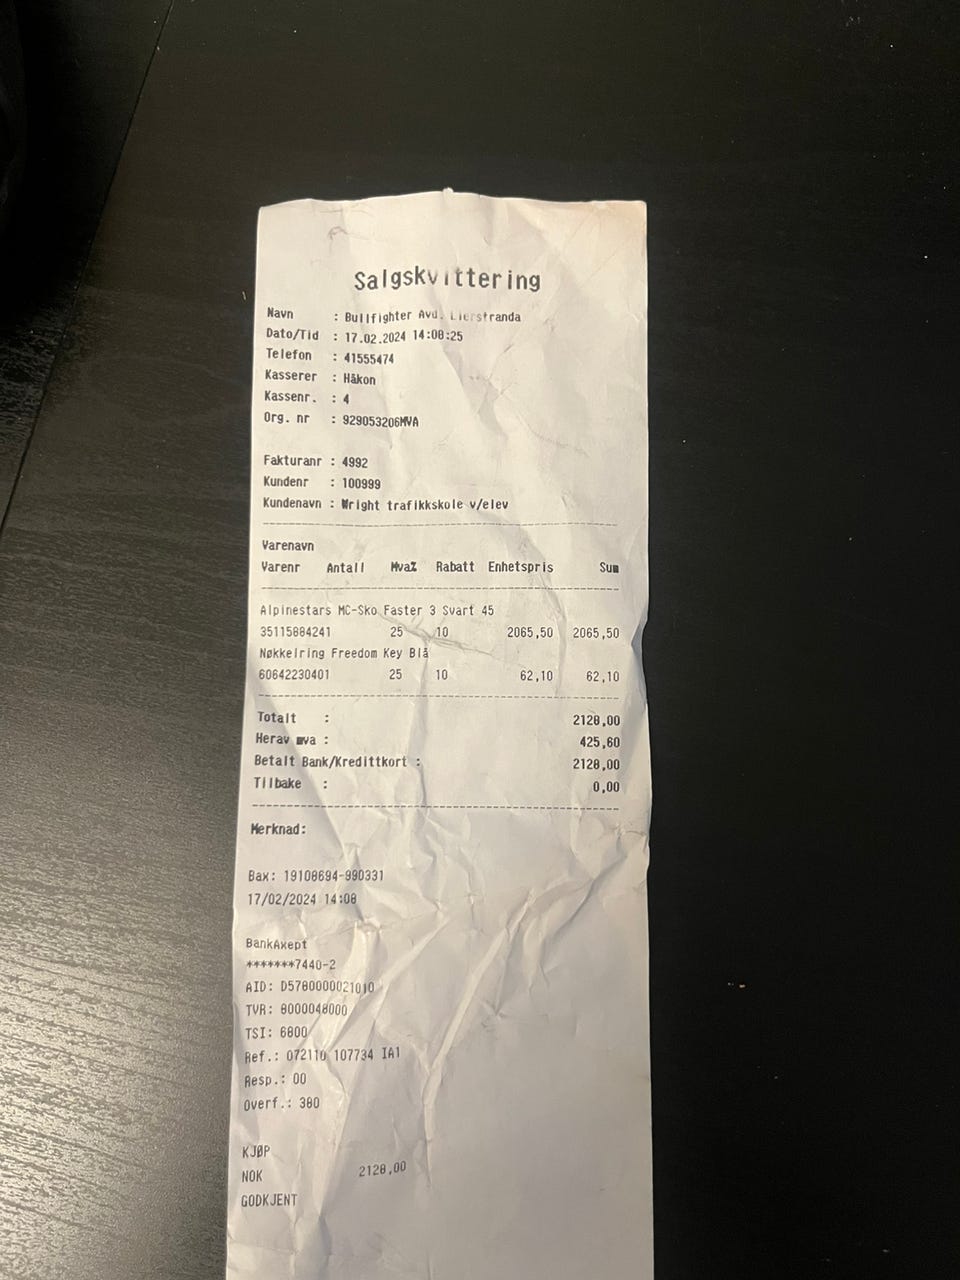 Salgskvittering
Navn : Bullfighter Avd. Lierstranda
Dato/Tid : 17.02.2024 14:08:25
Telefon : 41555474
Kasserer : Håkon
Kassenr. : 4
Org. nr : 929053206MVA
Fakturanr : 4992
Kundenr : 100999
Kundenavn : Wright trafikkskole v/elev
Varenavn
Varenr Antall Mva% Rabatt Enhetspris Sum
Alpinestars MC-Sko Faster 3 Svart 45
35115884241 25 10 2065,50 2065,50
Nøkkelring Freedom Key Blå
60642230401 25 10 62,10 62,10
Totalt : 2128,00
Herav mva : 425,60
Betalt Bank/Kredittkort : 2128,00
Tilbake : 0,00
Merknad:
Bax: 19108694-990331
17/02/2024 14:08
BankAxept
*******7440-2
AID: D5780000021010
TVR: 8000048000
TSI: 6800
Ref.: 072110 107734 IA1
Resp.: 00
Overf.: 380
KJØP
NOK 2128,00
GODKJENT